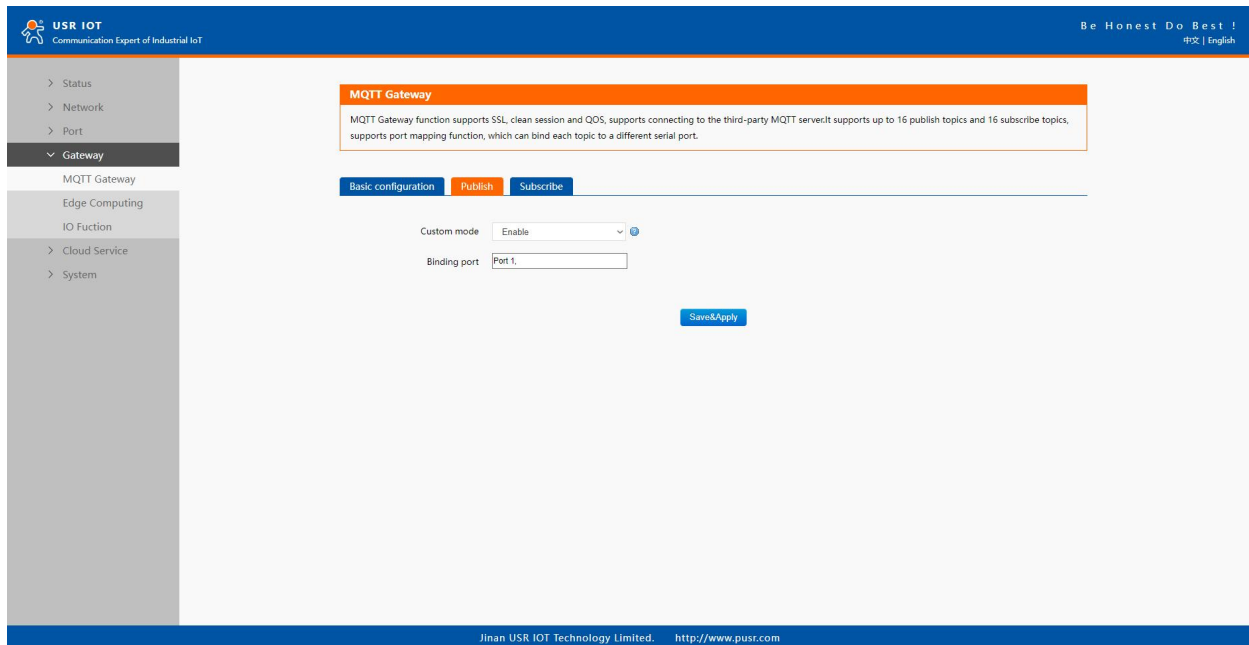 USR IOT
Communication Expert of Industrial IoT
Be Honest Do Best !
中文 | English
Status
Network
Port
Gateway
MQTT Gateway
Edge Computing
IO Fuction
Cloud Service
System
MQTT Gateway
MQTT Gateway function supports SSL, clean session and QOS, supports connecting to the third-party MQTT server.It supports up to 16 publish topics and 16 subscribe topics,
supports port mapping function, which can bind each topic to a different serial port.
Basic configuration Publish Subscribe
Custom mode Enable
Binding port Port 1,
Save&Apply
Jinan USR IOT Technology Limited. http://www.pusr.com